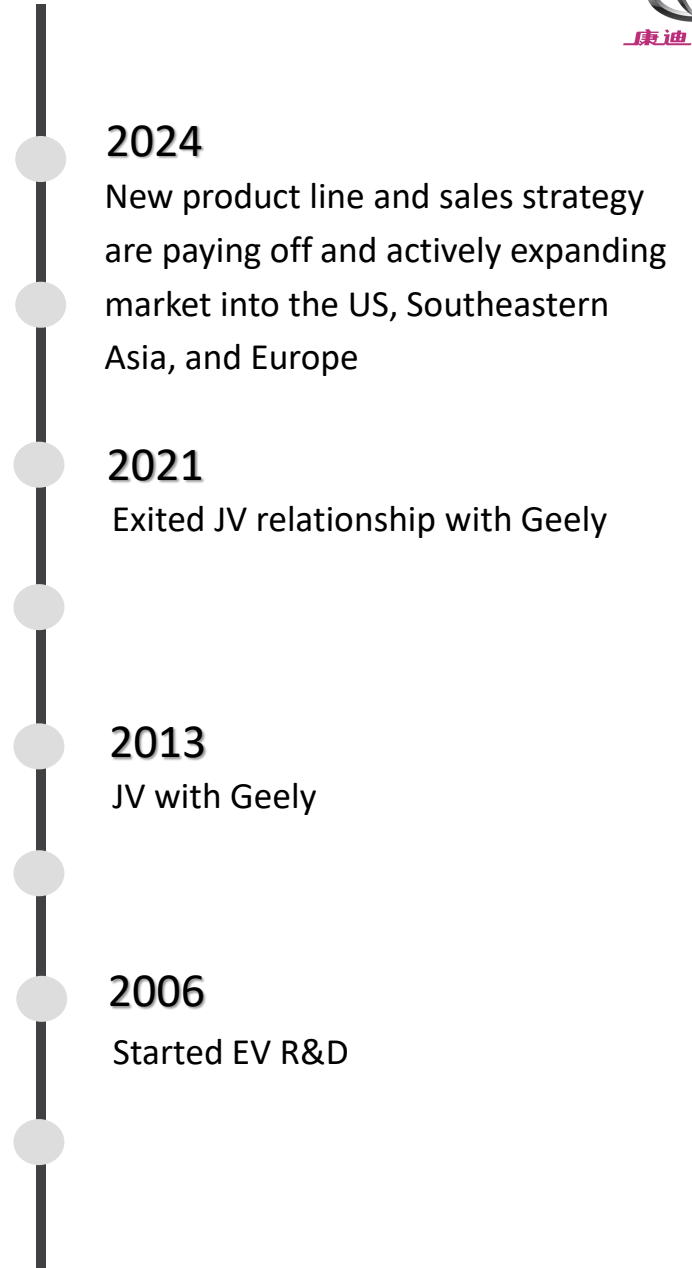 康迪
2024
New product line and sales strategy
are paying off and actively expanding
market into the US, Southeastern
Asia, and Europe
2021
Exited JV relationship with Geely
2013
JV with Geely
2006
Started EV R&D